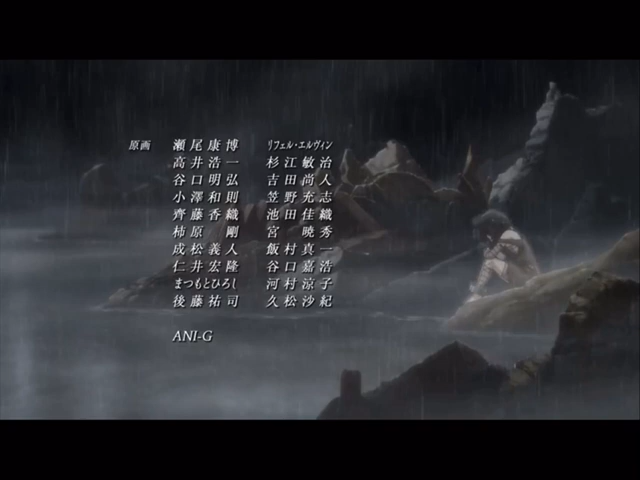 原画 瀬尾康博 リフェル・エルヴィン
高井浩一 杉江敏治
谷口明弘 吉田尚人
小澤和則 笠野充志
齊藤香織 池田佳織
柿原剛 宮暁秀
成松義人 飯村真一
仁井宏隆 谷口嘉浩
まつもとひろし 河村涼子
後藤祐司 久松沙紀
ANI-G